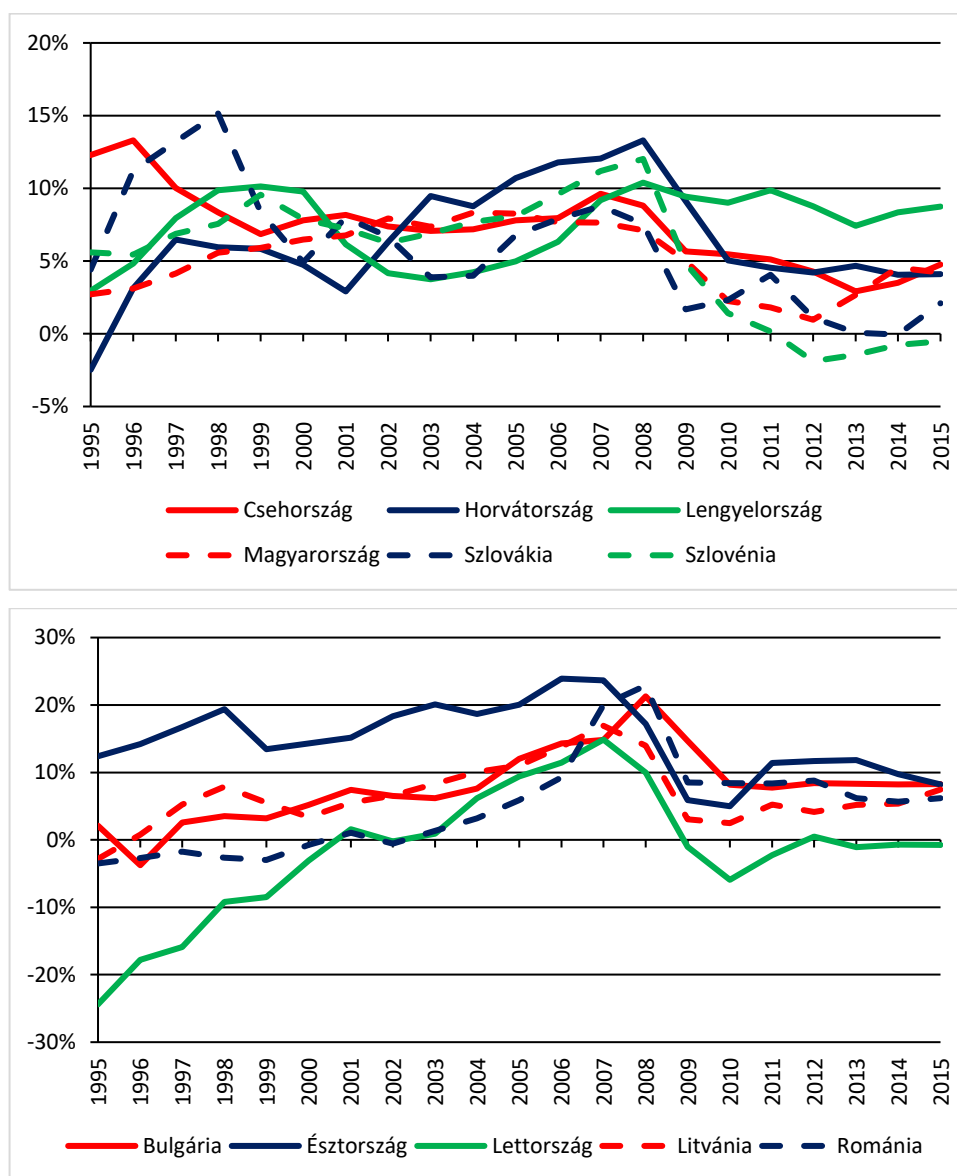 20%
15%
10%
5%
0%
-5%
1995 1996 1997 1998 1999 2000 2001 2002 2003 2004 2005 2006 2007 2008 2009 2010 2011 2012 2013 2014 2015
Csehország Horvátország Lengyelország
Magyarország Szlovákia Szlovénia
30%
20%
10%
0%
-10%
-20%
-30%
1995 1996 1997 1998 1999 2000 2001 2002 2003 2004 2005 2006 2007 2008 2009 2010 2011 2012 2013 2014 2015
Bulgária Észtország Lettország Litvánia Románia